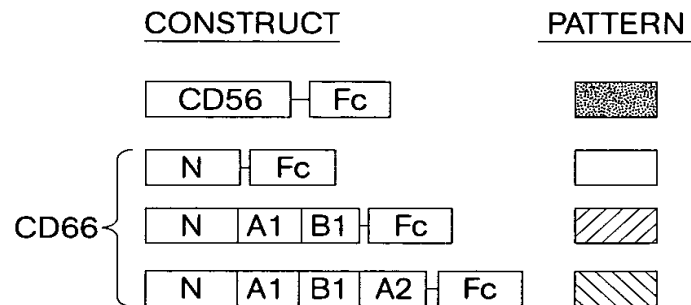 CONSTRUCT PATTERN
CD56 Fc
N Fc
CD66
N A1 B1 Fc
N A1 B1 A2 Fc